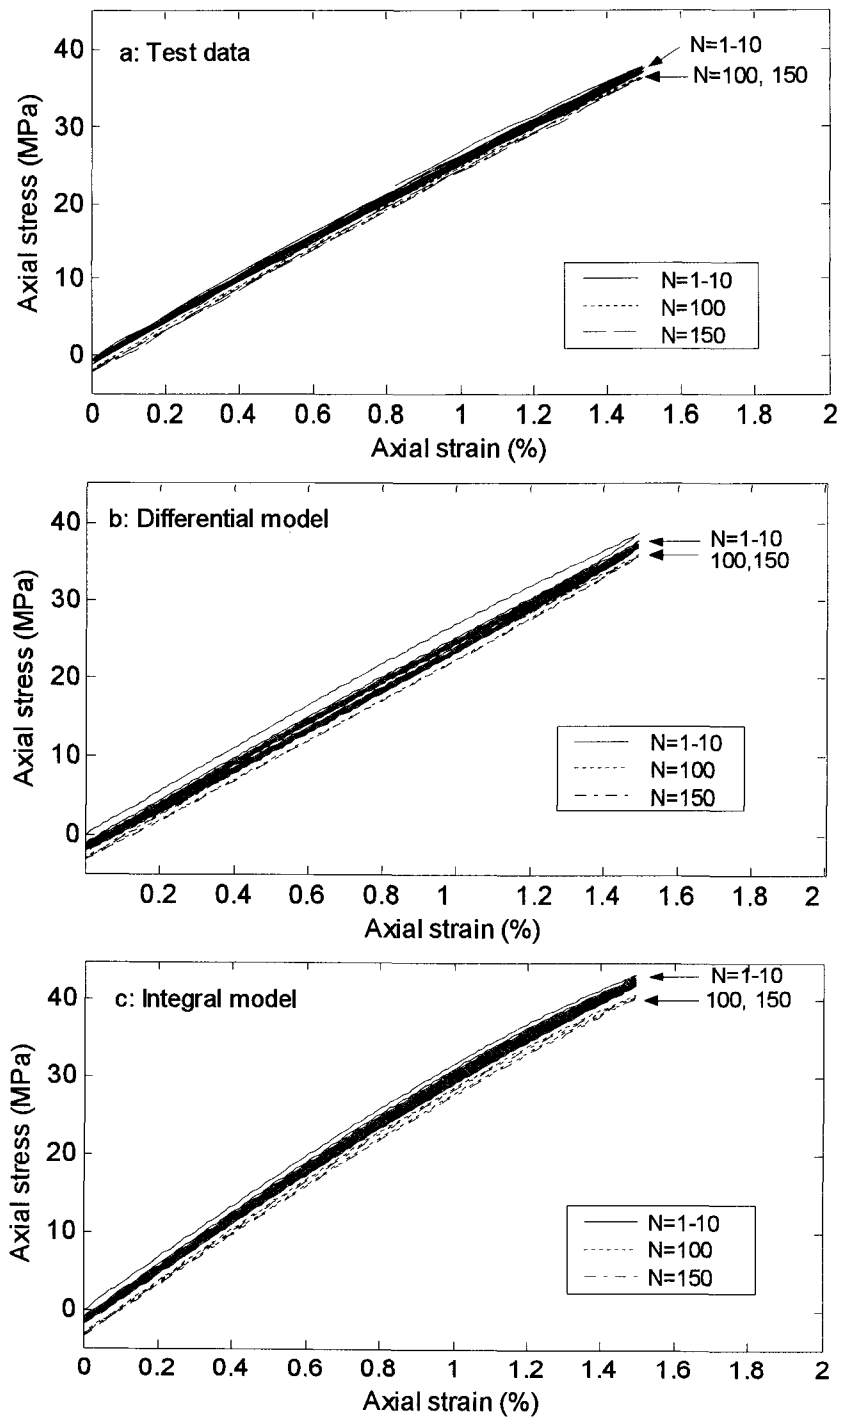 a: Test data
N=1-10
N=100, 150
40
30
20
10
0
Axial stress (MPa)
N=1-10
N=100
N=150
0 0.2 0.4 0.6 0.8 1 1.2 1.4 1.6 1.8 2
Axial strain (%)
b: Differential model
N=1-10
100,150
40
30
20
10
0
Axial stress (MPa)
N=1-10
N=100
N=150
0.2 0.4 0.6 0.8 1 1.2 1.4 1.6 1.8 2
Axial strain (%)
c: Integral model
N=1-10
100, 150
40
30
20
10
0
Axial stress (MPa)
N=1-10
N=100
N=150
0 0.2 0.4 0.6 0.8 1 1.2 1.4 1.6 1.8 2
Axial strain (%)